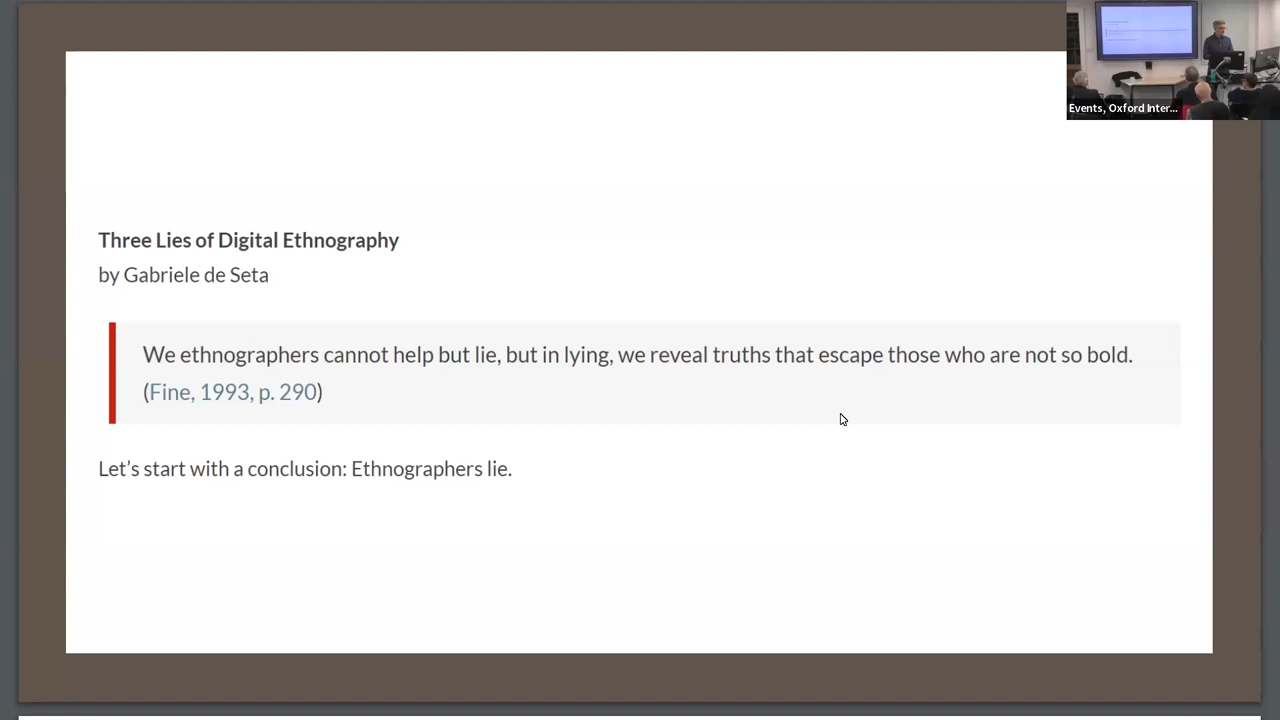 Events, Oxford Inter...
Three Lies of Digital Ethnography
by Gabriele de Seta
We ethnographers cannot help but lie, but in lying, we reveal truths that escape those who are not so bold.
(Fine, 1993, p. 290)
Let’s start with a conclusion: Ethnographers lie.